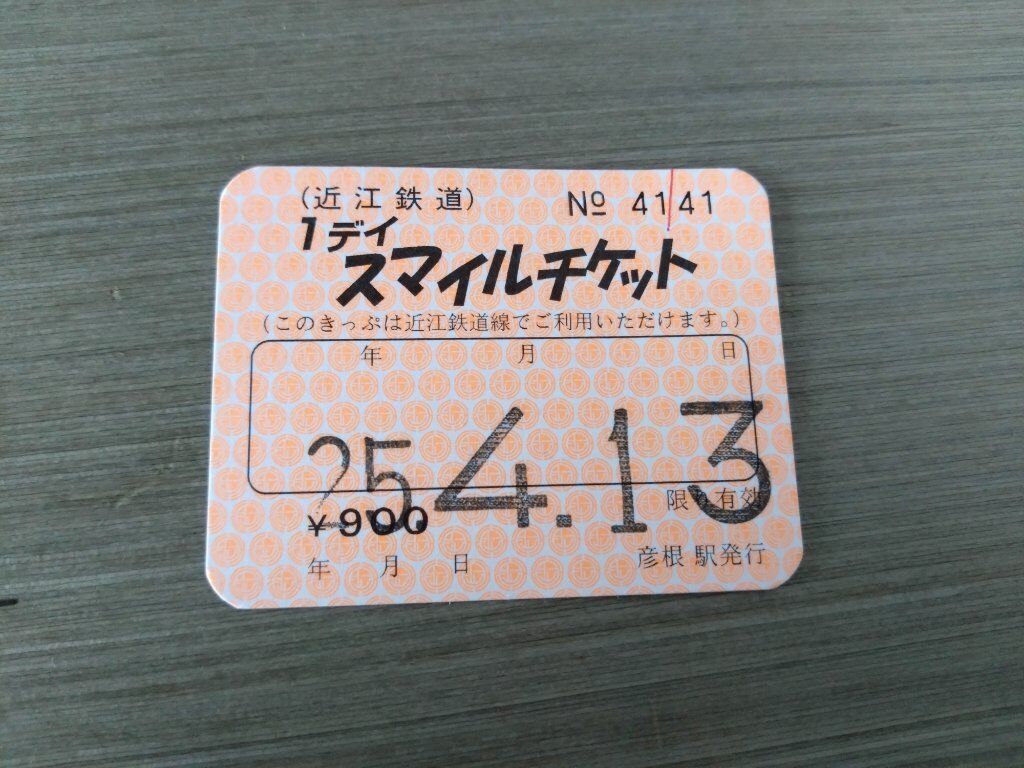 (近江鉄道) № 4141
1デイ
スマイルチケット
(このきっぷは近江鉄道線でご利用いただけます。)
年 月 日
25.4.13
限り有効
¥900
年 月 日 彦根駅発行